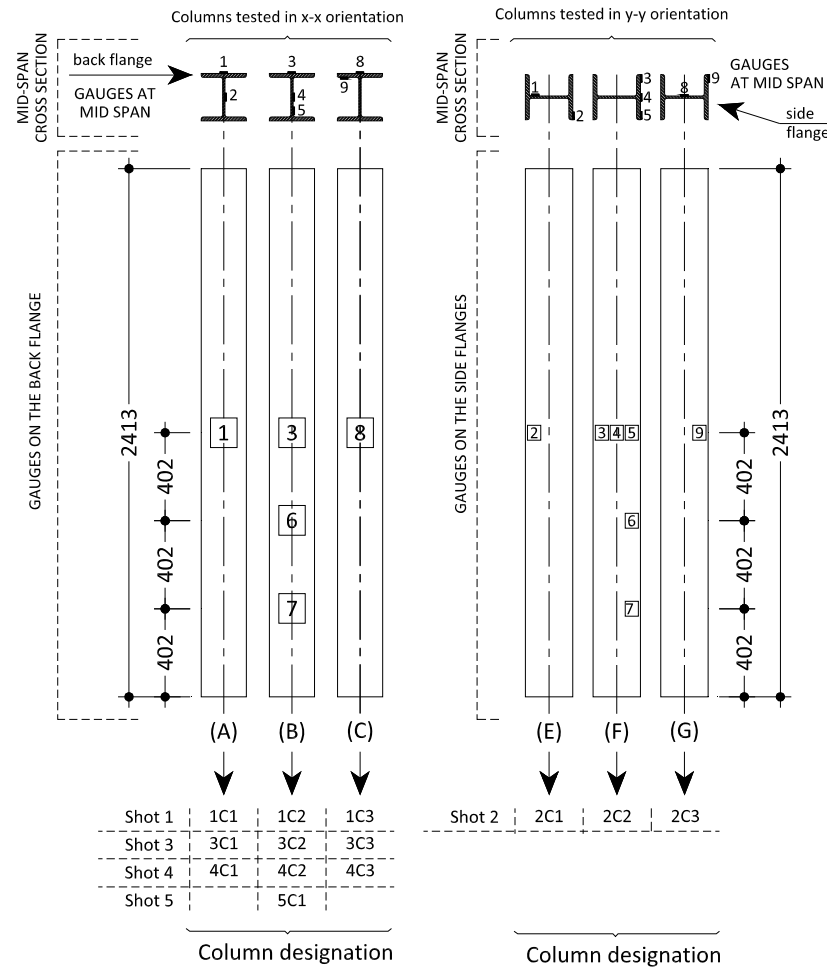 Columns tested in x-x orientation
MID-SPAN
CROSS SECTION
back flange
GAUGES AT
MID SPAN
1
2
3
4
5
8
9
GAUGES ON THE BACK FLANGE
2413
402
402
402
1
3
8
6
7
(A)
(B)
(C)
Shot 1 1C1 1C2 1C3
Shot 3 3C1 3C2 3C3
Shot 4 4C1 4C2 4C3
Shot 5 5C1
Column designation
Columns tested in y-y orientation
MID-SPAN
CROSS SECTION
1
2
3
4
5
8
9
GAUGES
AT MID SPAN
side
flange
GAUGES ON THE SIDE FLANGES
2
3
4
5
9
6
7
402
402
402
2413
(E)
(F)
(G)
Shot 2 2C1 2C2 2C3
Column designation